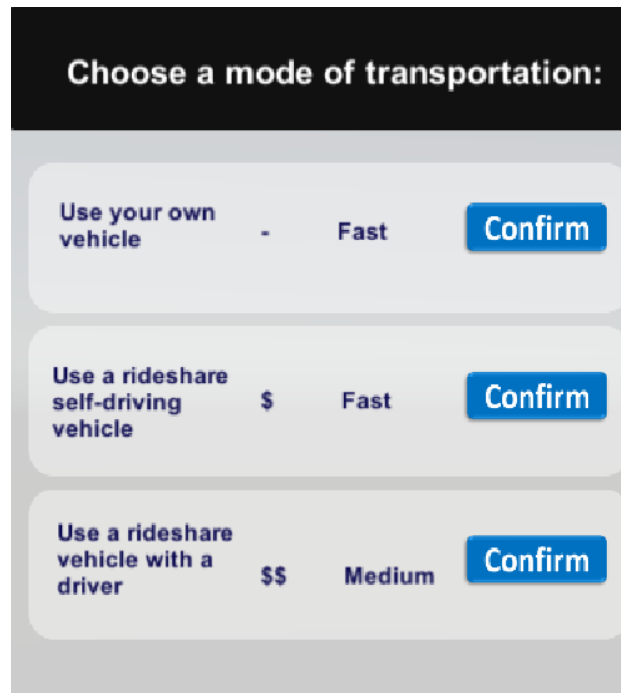 Choose a mode of transportation:
Use your own
vehicle
-
Fast
Confirm
Use a rideshare
self-driving
vehicle
$
Fast
Confirm
Use a rideshare
vehicle with a
driver
$$
Medium
Confirm